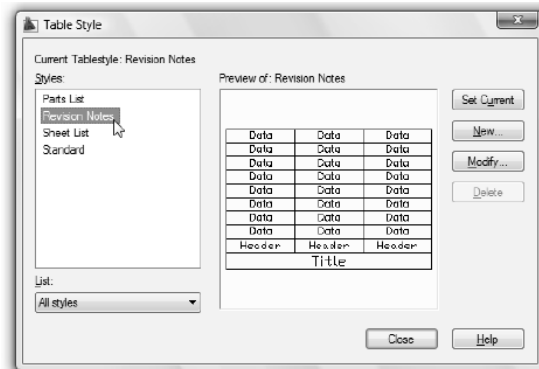 Table Style
Current Tablestyle: Revision Notes
Styles:
Parts List
Revision Notes
Sheet List
Standard
List:
All styles
Preview of: Revision Notes
Data Data Data
Data Data Data
Data Data Data
Data Data Data
Data Data Data
Data Data Data
Data Data Data
Data Data Data
Header Header Header
Title
Set Current
New...
Modify...
Delete
Close
Help